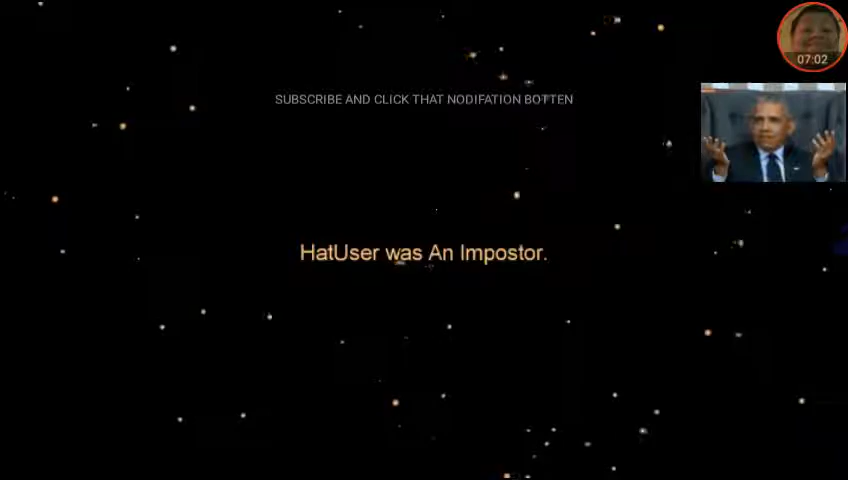 07:02
SUBSCRIBE AND CLICK THAT NODIFATION BOTTEN
HatUser was An Impostor.